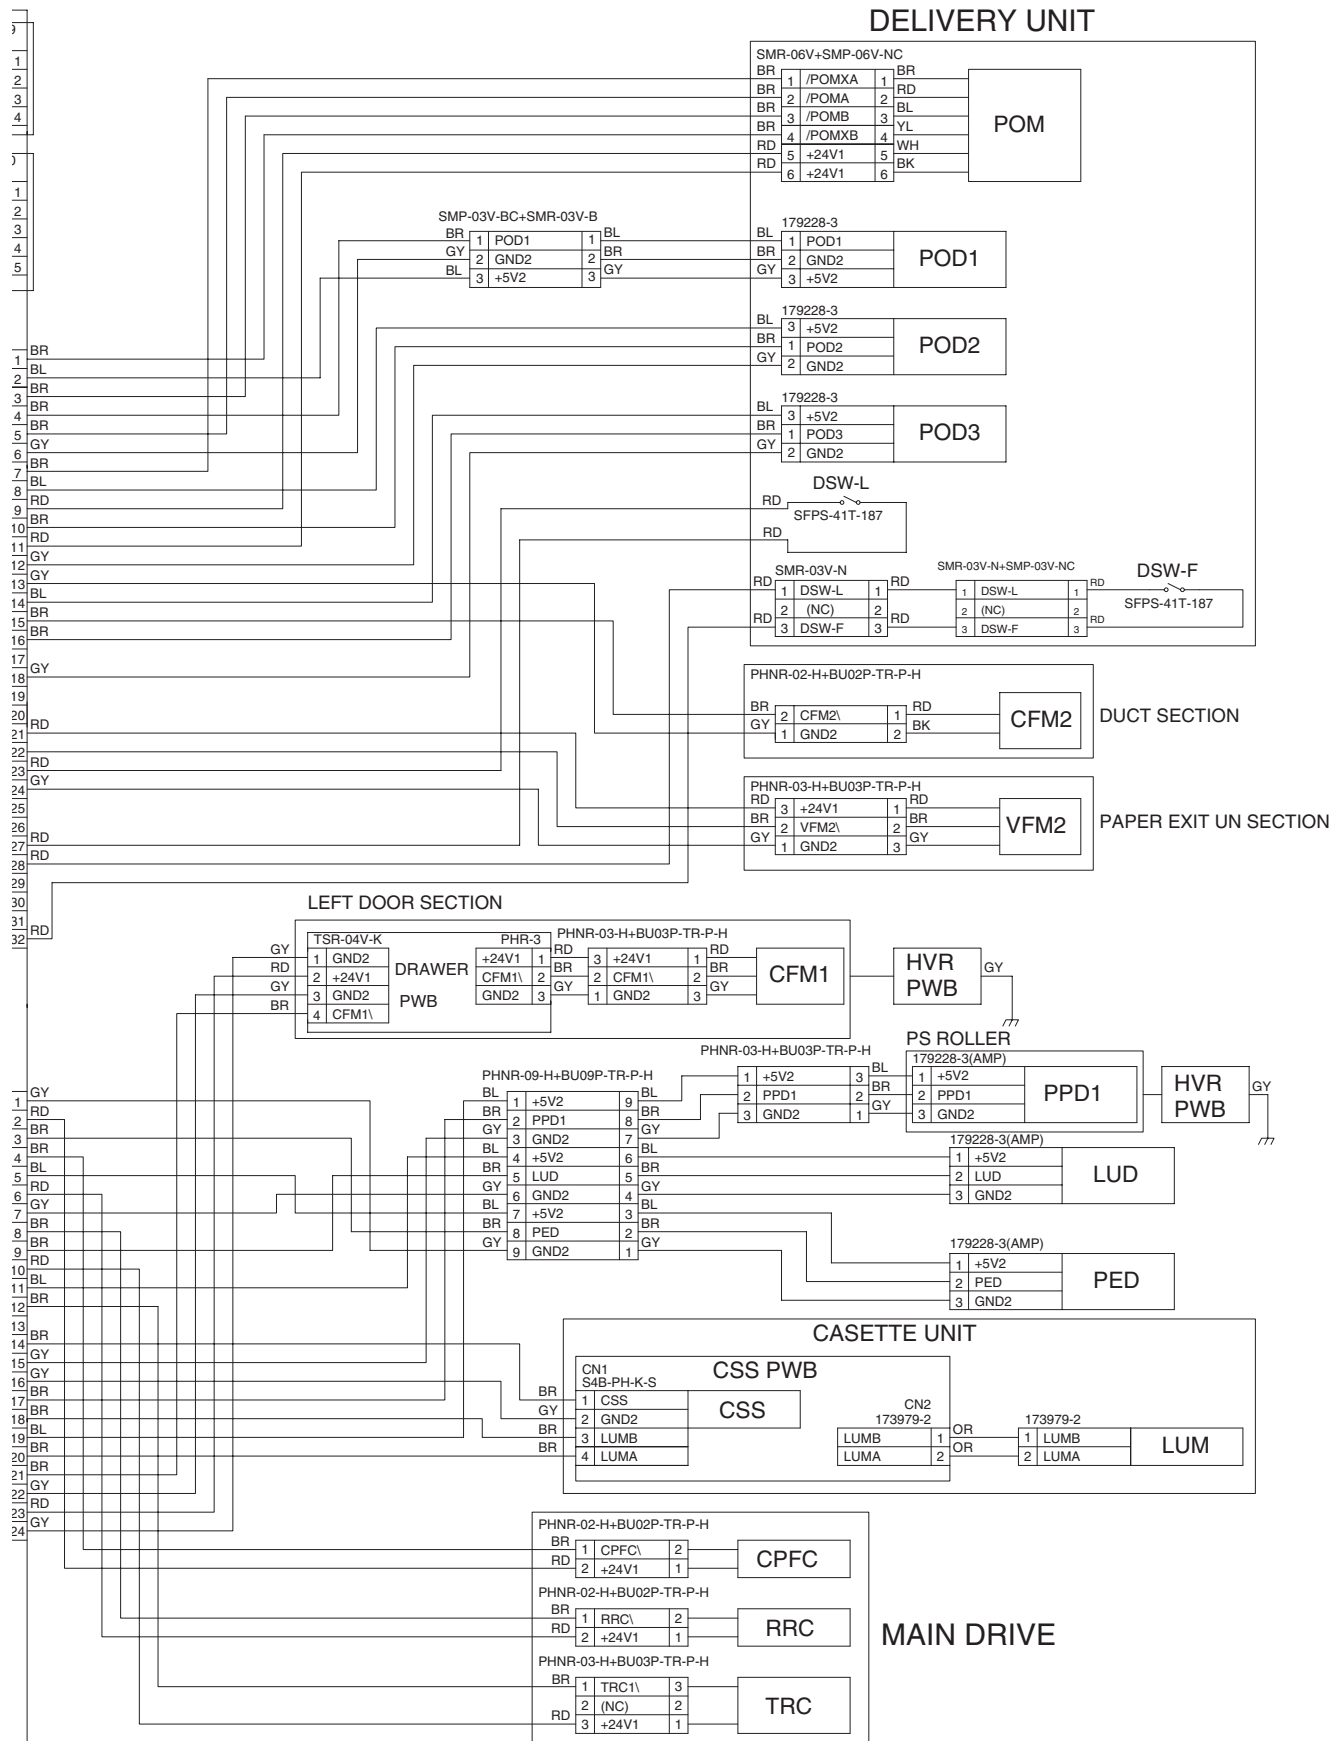 DELIVERY UNIT
SMR-06V+SMP-06V-NC
BR 1 /POMXA 1 BR
BR 2 /POMA 2 RD
BR 3 /POMB 3 BL
BR 4 /POMXB 4 YL
RD 5 +24V1 5 WH
RD 6 +24V1 6 BK
POM
1
2
3
4
1
2
3
4
5
SMP-03V-BC+SMR-03V-B
BR 1 POD1 1 BL
GY 2 GND2 2 BR
BL 3 +5V2 3 GY
179228-3
BL 1 POD1
BR 2 GND2
GY 3 +5V2
POD1
179228-3
BL 3 +5V2
BR 1 POD2
GY 2 GND2
POD2
179228-3
BL 3 +5V2
BR 1 POD3
GY 2 GND2
POD3
DSW-L
RD
SFPS-41T-187
RD
SMR-03V-N
RD 1 DSW-L 1 RD
2 (NC) 2
RD 3 DSW-F 3 RD
SMR-03V-N+SMP-03V-NC
1 DSW-L 1 RD
2 (NC) 2
3 DSW-F 3 RD
DSW-F
SFPS-41T-187
1 BR
2 BL
3 BR
4 BR
5 BR
6 GY
7 BR
8 BL
9 RD
10 BR
11 RD
12 GY
13 GY
14 BL
15 BR
16 BR
17
18 GY
19
20
21 RD
22
23 RD
24 GY
25
26
27 RD
28 RD
29
30
31
32 RD
PHNR-02-H+BU02P-TR-P-H
BR 2 CFM2\ 1 RD
GY 1 GND2 2 BK
CFM2
DUCT SECTION
PHNR-03-H+BU03P-TR-P-H
RD 3 +24V1 1 RD
BR 2 VFM2\ 2 BR
GY 1 GND2 3 GY
VFM2
PAPER EXIT UN SECTION
LEFT DOOR SECTION
TSR-04V-K
GY 1 GND2
RD 2 +24V1
GY 3 GND2
BR 4 CFM1\
DRAWER
PWB
PHR-3
+24V1 1 RD
CFM1\ 2 BR
GND2 3 GY
PHNR-03-H+BU03P-TR-P-H
3 +24V1 1 RD
2 CFM1\ 2 BR
1 GND2 3 GY
CFM1
HVR
PWB
GY
PS ROLLER
PHNR-03-H+BU03P-TR-P-H
1 +5V2 3 BL
2 PPD1 2 BR
3 GND2 1 GY
179228-3(AMP)
1 +5V2
2 PPD1
3 GND2
PPD1
HVR
PWB
GY
PHNR-09-H+BU09P-TR-P-H
BL 1 +5V2 9 BL
BR 2 PPD1 8 BR
GY 3 GND2 7 GY
BL 4 +5V2 6 BL
BR 5 LUD 5 BR
GY 6 GND2 4 GY
BL 7 +5V2 3 BL
BR 8 PED 2 BR
GY 9 GND2 1 GY
179228-3(AMP)
1 +5V2
2 LUD
3 GND2
LUD
179228-3(AMP)
1 +5V2
2 PED
3 GND2
PED
1 GY
2 RD
3 BR
4 BR
5 BL
6 RD
7 GY
8 BR
9 BR
10 RD
11 BL
12 BR
13
14 BR
15 GY
16 GY
17 BR
18 BR
19 BL
20 BR
21 BR
22 GY
23 RD
24 GY
CASETTE UNIT
CN1
S4B-PH-K-S
CSS PWB
BR 1 CSS
GY 2 GND2
BR 3 LUMB
BR 4 LUMA
CSS
CN2
173979-2
LUMB 1 OR
LUMA 2 OR
173979-2
1 LUMB
2 LUMA
LUM
PHNR-02-H+BU02P-TR-P-H
BR 1 CPFC\ 2
RD 2 +24V1 1
CPFC
PHNR-02-H+BU02P-TR-P-H
BR 1 RRC\ 2
RD 2 +24V1 1
RRC
MAIN DRIVE
PHNR-03-H+BU03P-TR-P-H
BR 1 TRC1\ 3
2 (NC) 2
RD 3 +24V1 1
TRC